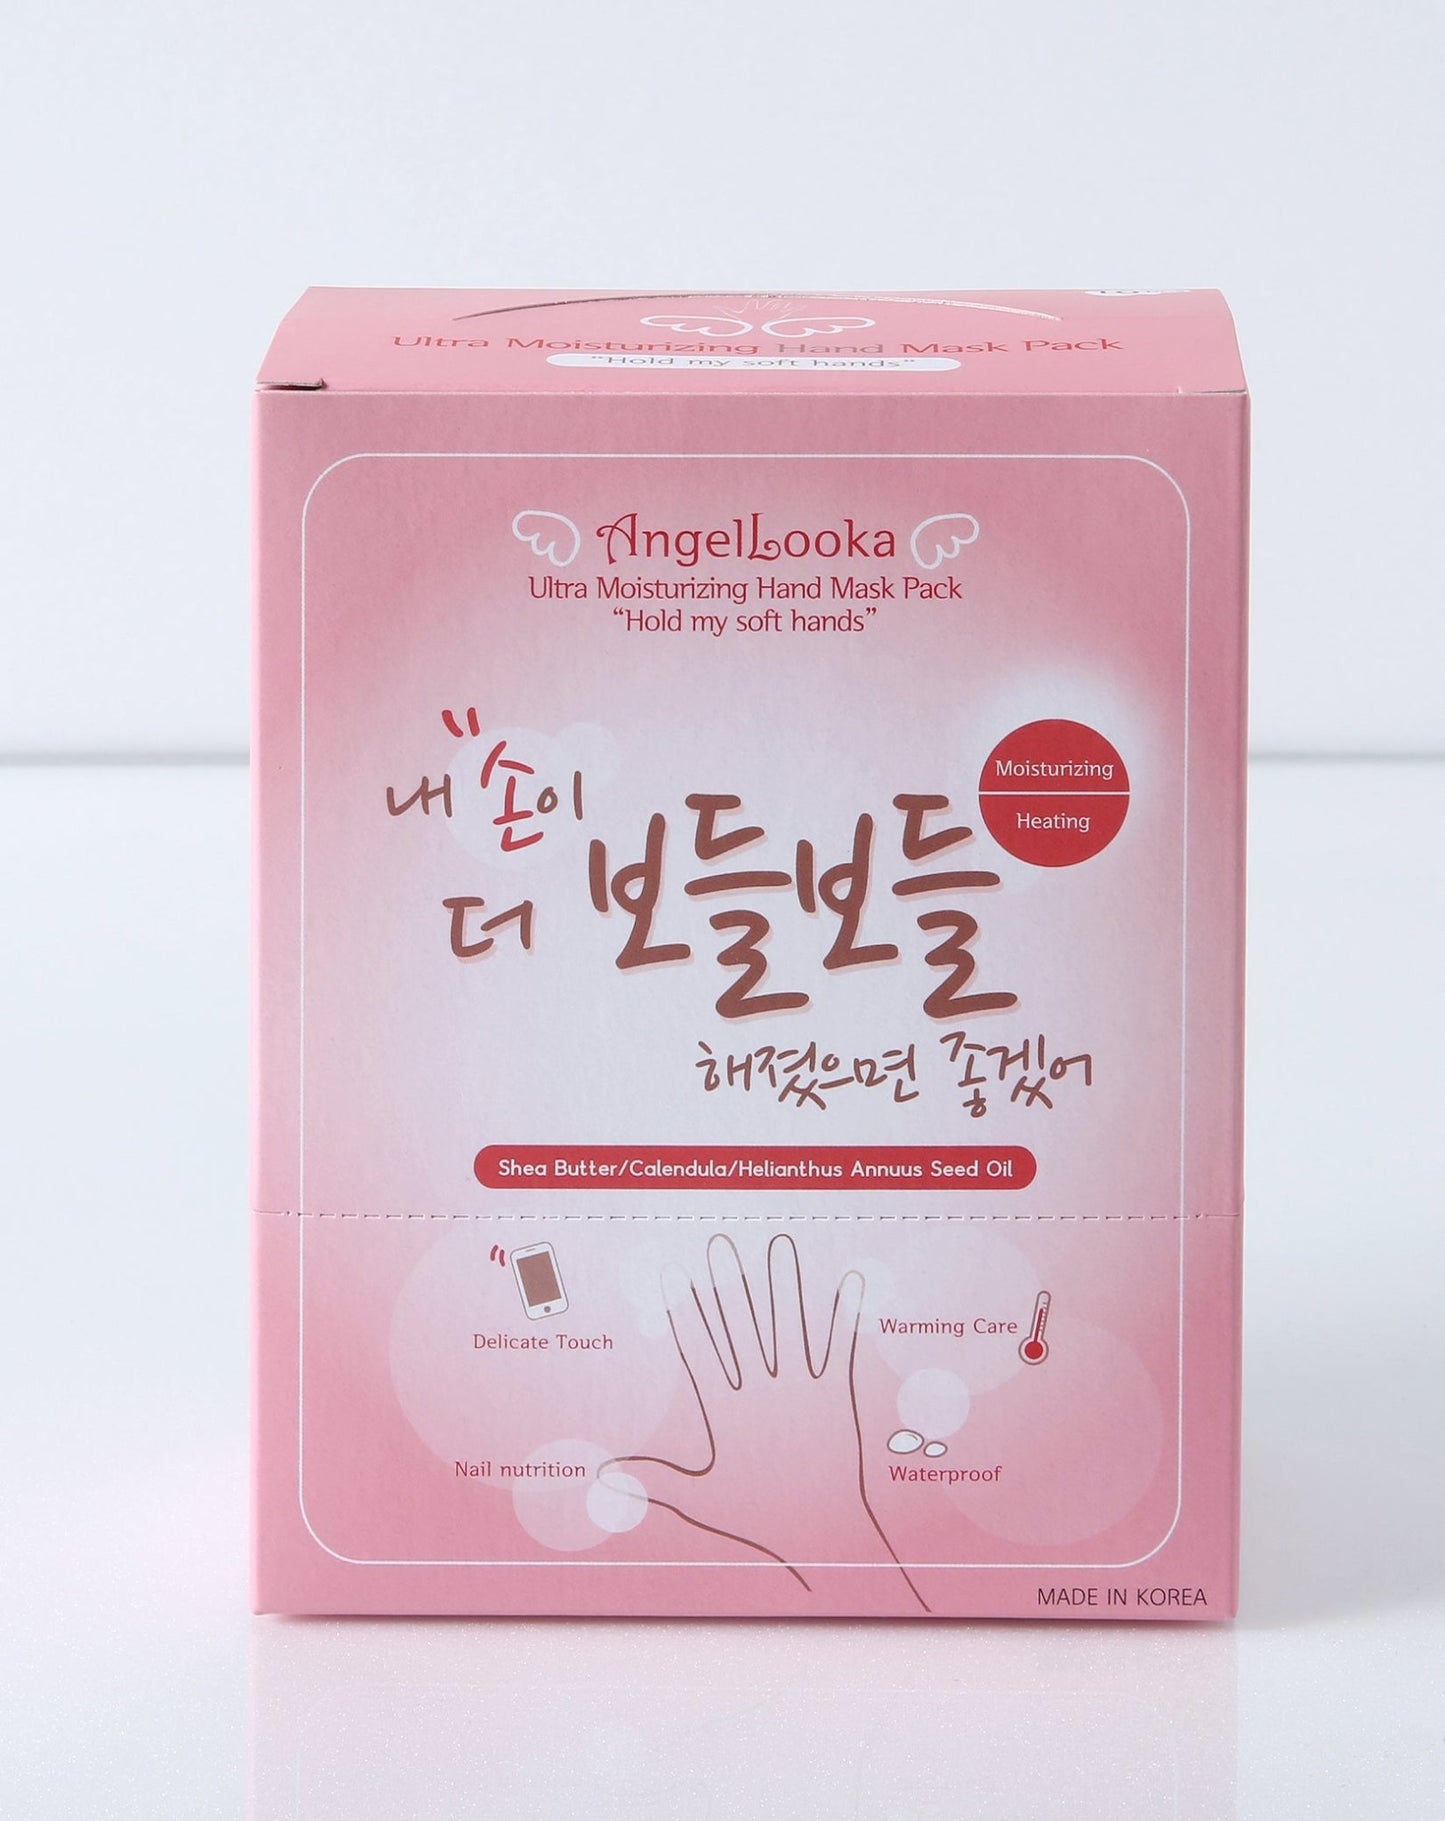 Ultra Moisturizing Hand Mask Pack
"Hold my soft hands"
AngelLooka
Ultra Moisturizing Hand Mask Pack
“Hold my soft hands”
Moisturizing
Heating
내 손이
더 보들보들
해졌으면 좋겠어
Shea Butter/Calendula/Helianthus Annuus Seed Oil
Delicate Touch
Warming Care
Nail nutrition
Waterproof
MADE IN KOREA